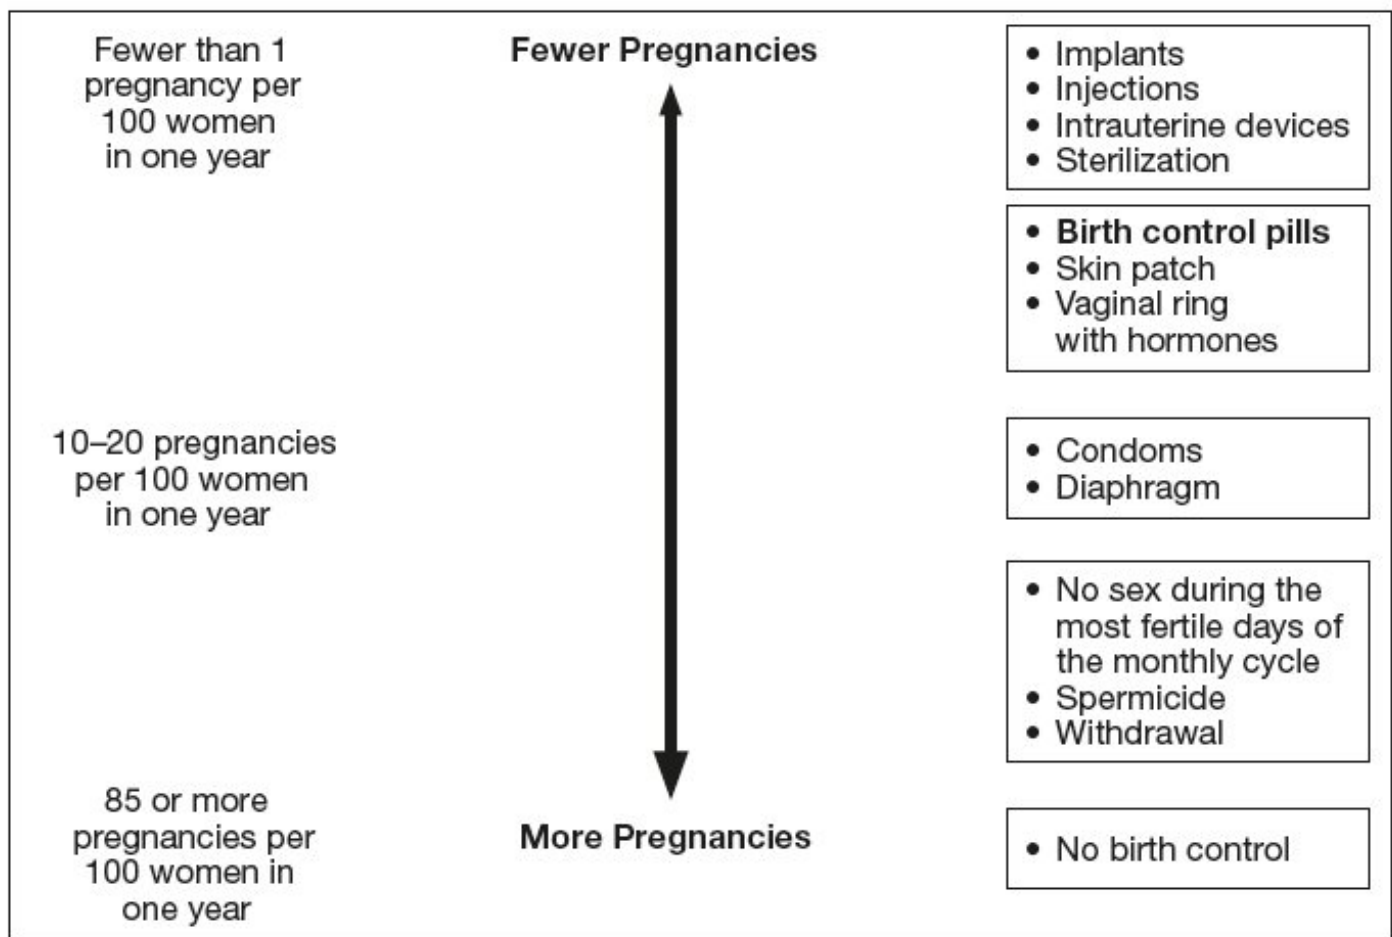 Fewer than 1
pregnancy per
100 women
in one year
Fewer Pregnancies
• Implants
• Injections
• Intrauterine devices
• Sterilization
• Birth control pills
• Skin patch
• Vaginal ring
with hormones
10–20 pregnancies
per 100 women
in one year
• Condoms
• Diaphragm
• No sex during the
most fertile days of
the monthly cycle
• Spermicide
• Withdrawal
85 or more
pregnancies per
100 women in
one year
More Pregnancies
• No birth control